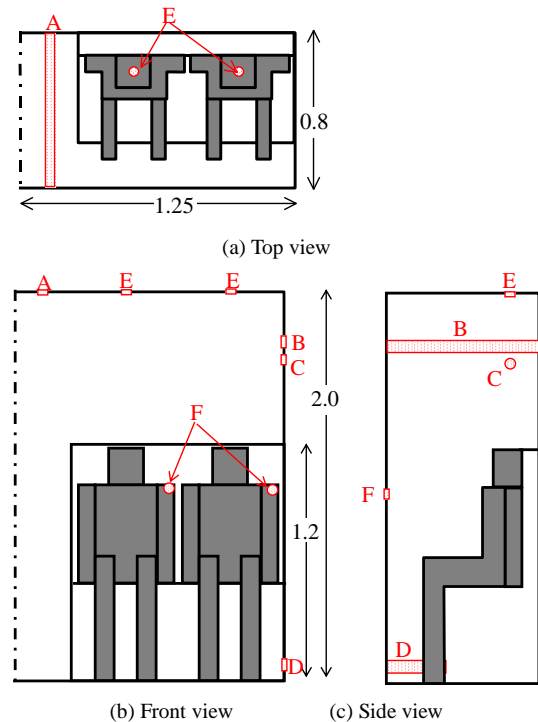 A E
0.8
1.25
(a) Top view
A E E E
B
B
C C
2.0
F
F
1.2
D
D
(b) Front view (c) Side view